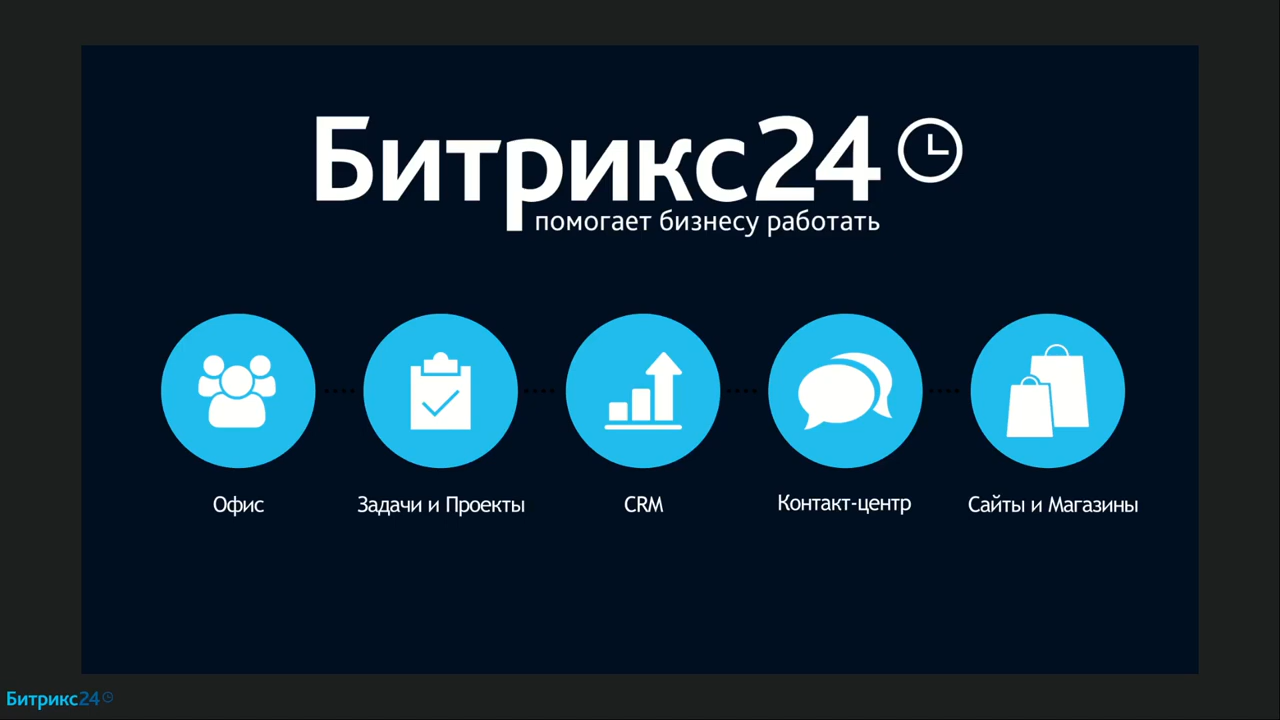 Битрикс24
помогает бизнесу работать
Офис
Задачи и Проекты
CRM
Контакт-центр
Сайты и Магазины
Битрикс24